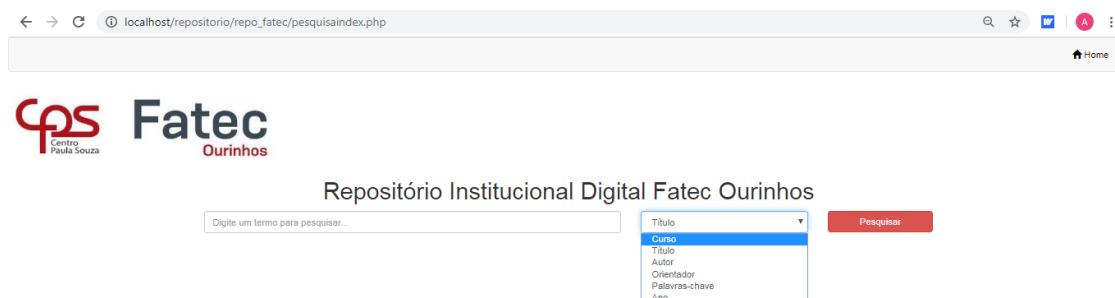 localhost/repositorio/repo_fatec/pesquisaindex.php
A
Home
cps
Centro
Paula Souza
Fatec
Ourinhos
Repositório Institucional Digital Fatec Ourinhos
Digite um termo para pesquisar...
Título
Pesquisar
Curso
Título
Autor
Orientador
Palavras-chave
Ano